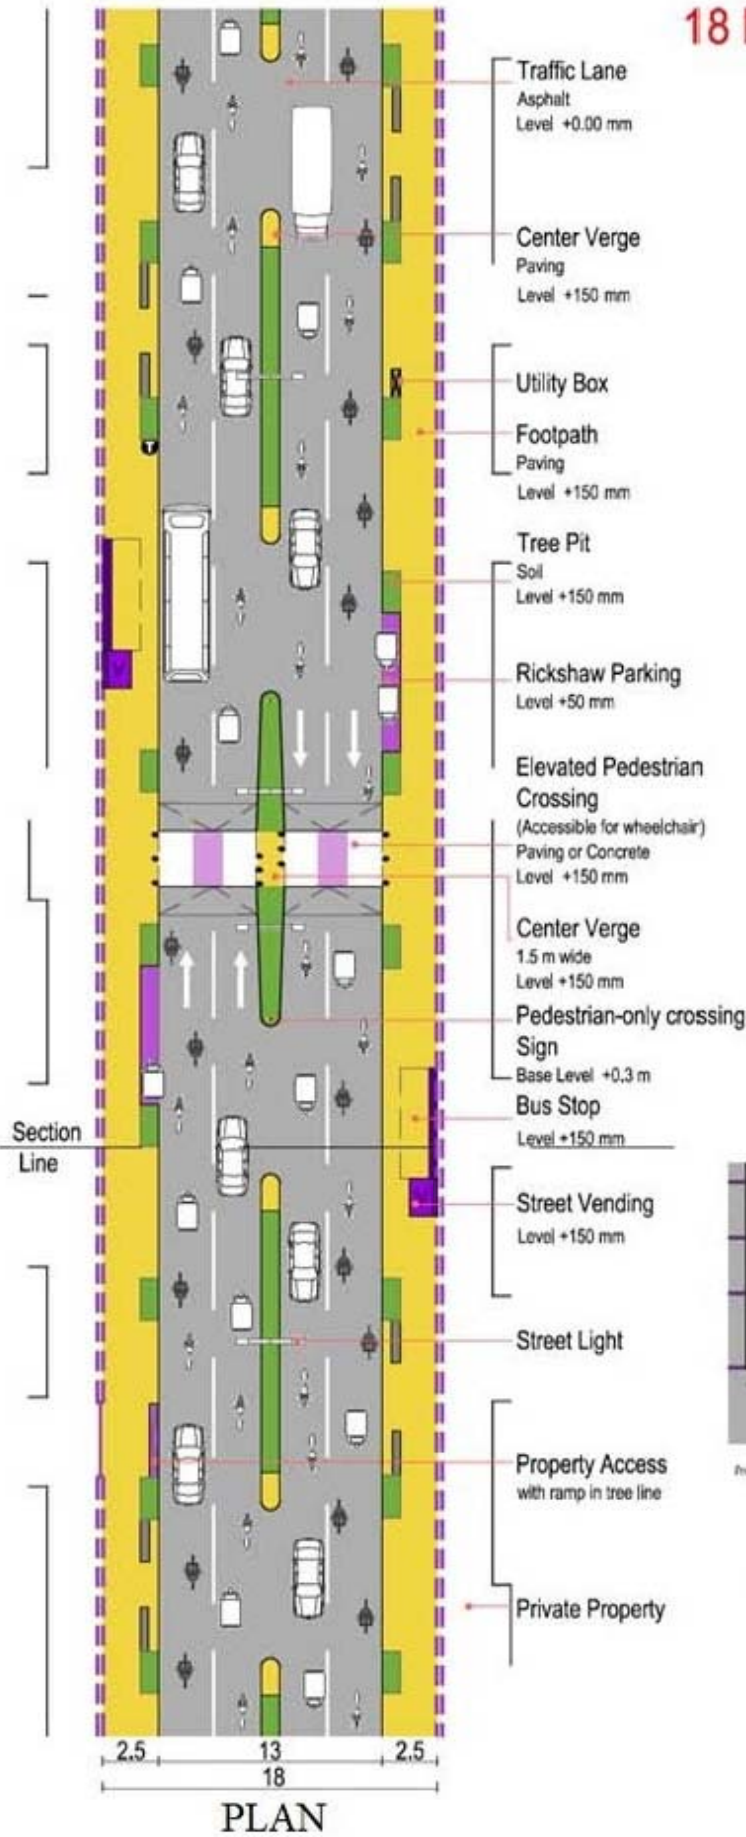 18
Traffic Lane
Asphalt
Level +0.00 mm
Center Verge
Paving
Level +150 mm
Utility Box
Footpath
Paving
Level +150 mm
Tree Pit
Soil
Level +150 mm
Rickshaw Parking
Level +50 mm
Elevated Pedestrian
Crossing
(Accessible for wheelchair)
Paving or Concrete
Level +150 mm
Center Verge
1.5 m wide
Level +150 mm
Pedestrian-only crossing
Sign
Base Level +0.3 m
Bus Stop
Level +150 mm
Section
Line
Street Vending
Level +150 mm
Street Light
Property Access
with ramp in tree line
Private Property
2.5 13 2.5
18
PLAN